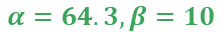 α = 64.3, β = 10